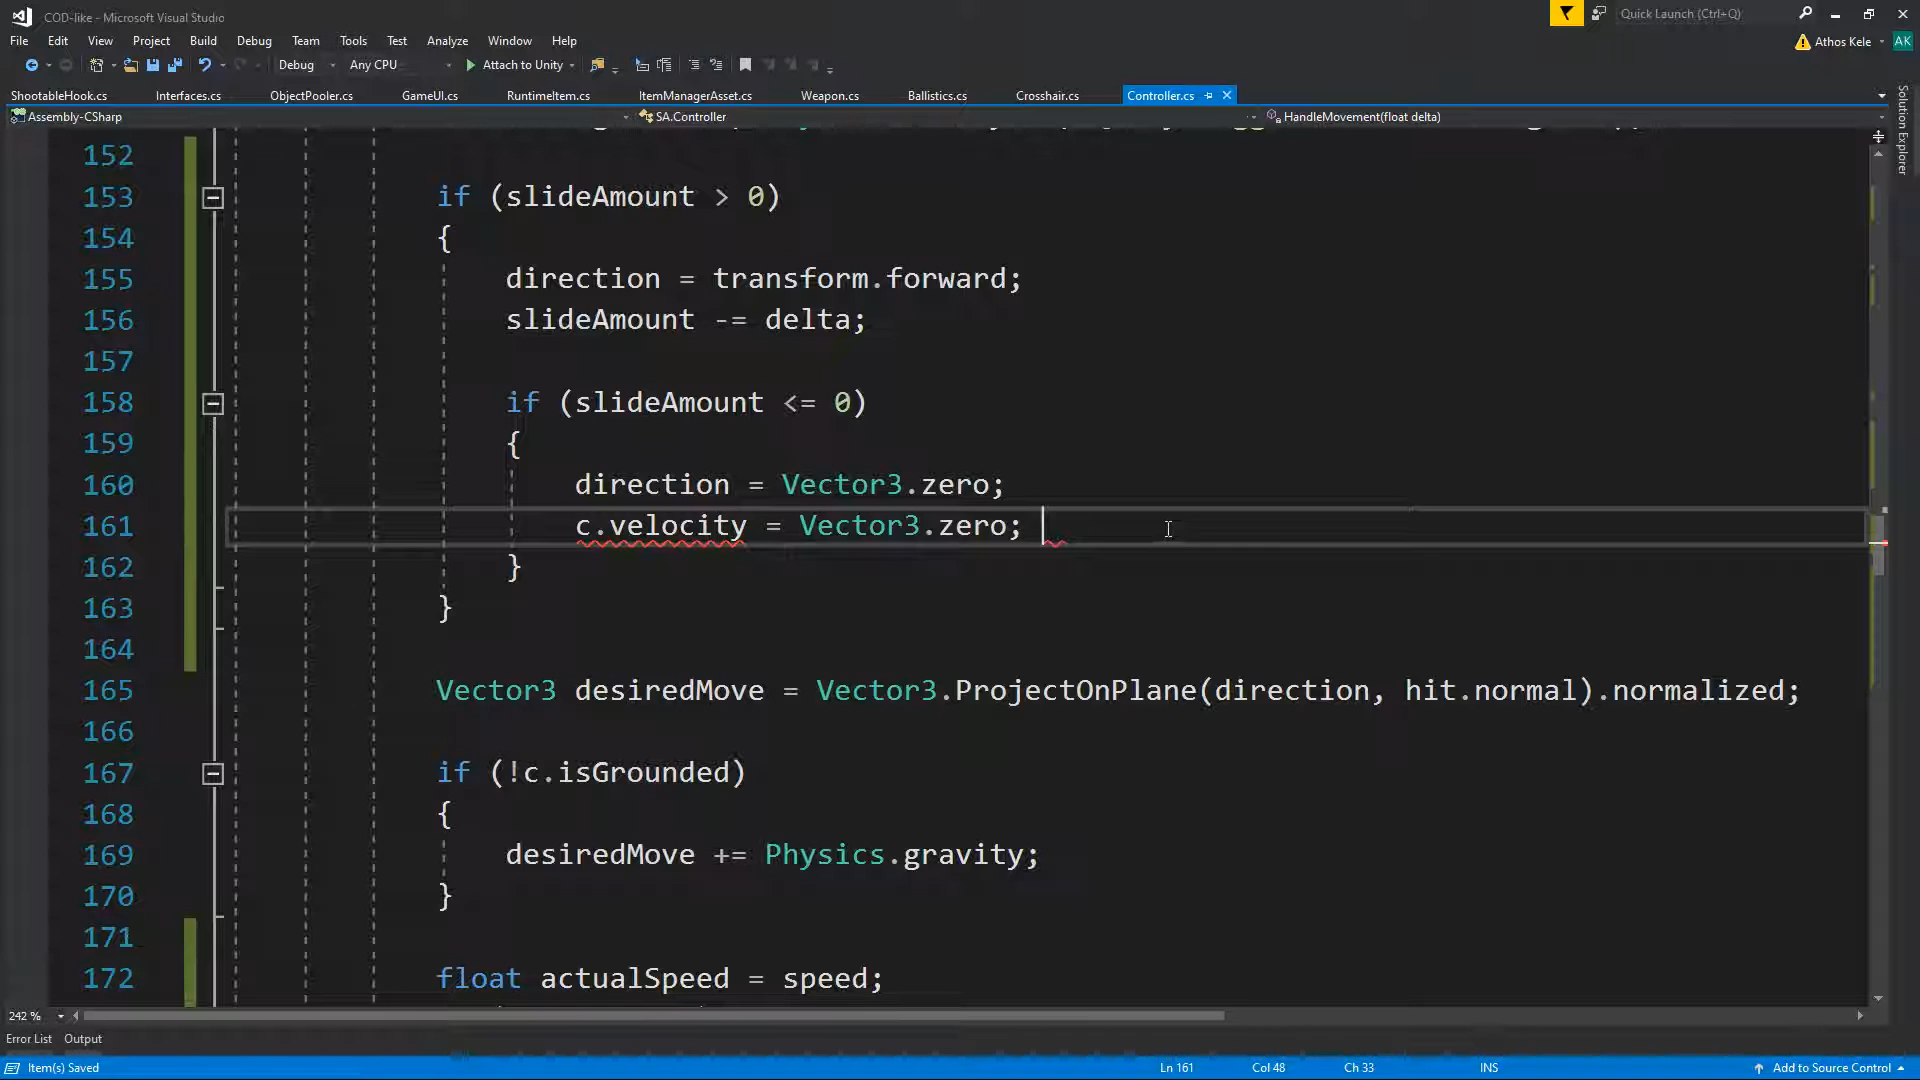 COD-like - Microsoft Visual Studio
Quick Launch (Ctrl+Q)
File Edit View Project Build Debug Team Tools Test Analyze Window Help
Athos Kele AK
Debug Any CPU Attach to Unity
ShootableHook.cs Interfaces.cs ObjectPooler.cs GameUI.cs RuntimeItem.cs ItemManagerAsset.cs Weapon.cs Ballistics.cs Crosshair.cs Controller.cs
Solution Explorer
Assembly-CSharp SA.Controller HandleMovement(float delta)
152
153 if (slideAmount > 0)
154 {
155 direction = transform.forward;
156 slideAmount -= delta;
157
158 if (slideAmount <= 0)
159 {
160 direction = Vector3.zero;
161 c.velocity = Vector3.zero;
162 }
163 }
164
165 Vector3 desiredMove = Vector3.ProjectOnPlane(direction, hit.normal).normalized;
166
167 if (!c.isGrounded)
168 {
169 desiredMove += Physics.gravity;
170 }
171
172 float actualSpeed = speed;
242 %
Error List Output
Item(s) Saved Ln 161 Col 48 Ch 33 INS Add to Source Control